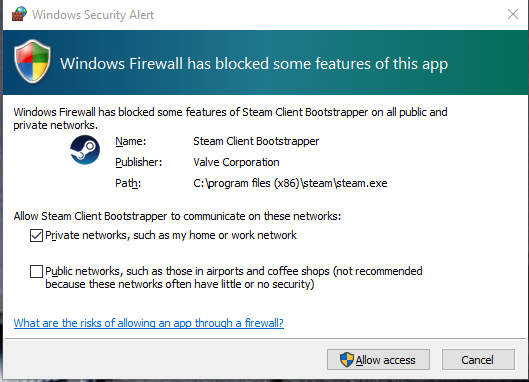 Windows Security Alert
Windows Firewall has blocked some features of this app
Windows Firewall has blocked some features of Steam Client Bootstrapper on all public and
private networks.
Name: Steam Client Bootstrapper
Publisher: Valve Corporation
Path: C:\program files (x86)\steam\steam.exe
Allow Steam Client Bootstrapper to communicate on these networks:
Private networks, such as my home or work network
Public networks, such as those in airports and coffee shops (not recommended
because these networks often have little or no security)
What are the risks of allowing an app through a firewall?
Allow access Cancel